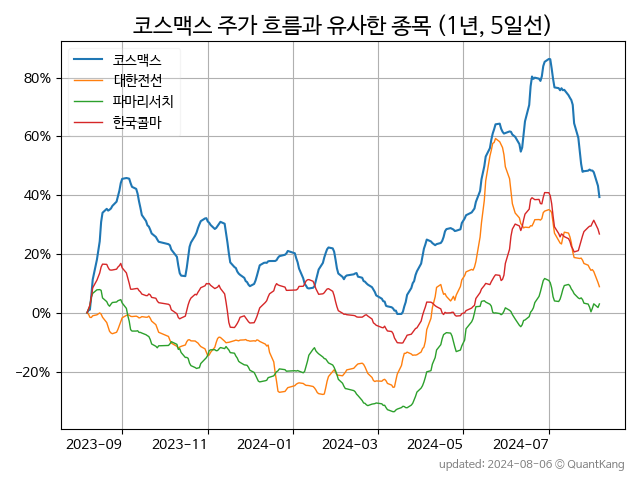 코스맥스 주가 흐름과 유사한 종목 (1년, 5일선)
코스맥스
대한전선
파마리서치
한국콜마
80%
60%
40%
20%
0%
−20%
2023-09 2023-11 2024-01 2024-03 2024-05 2024-07
updated: 2024-08-06 © QuantKang